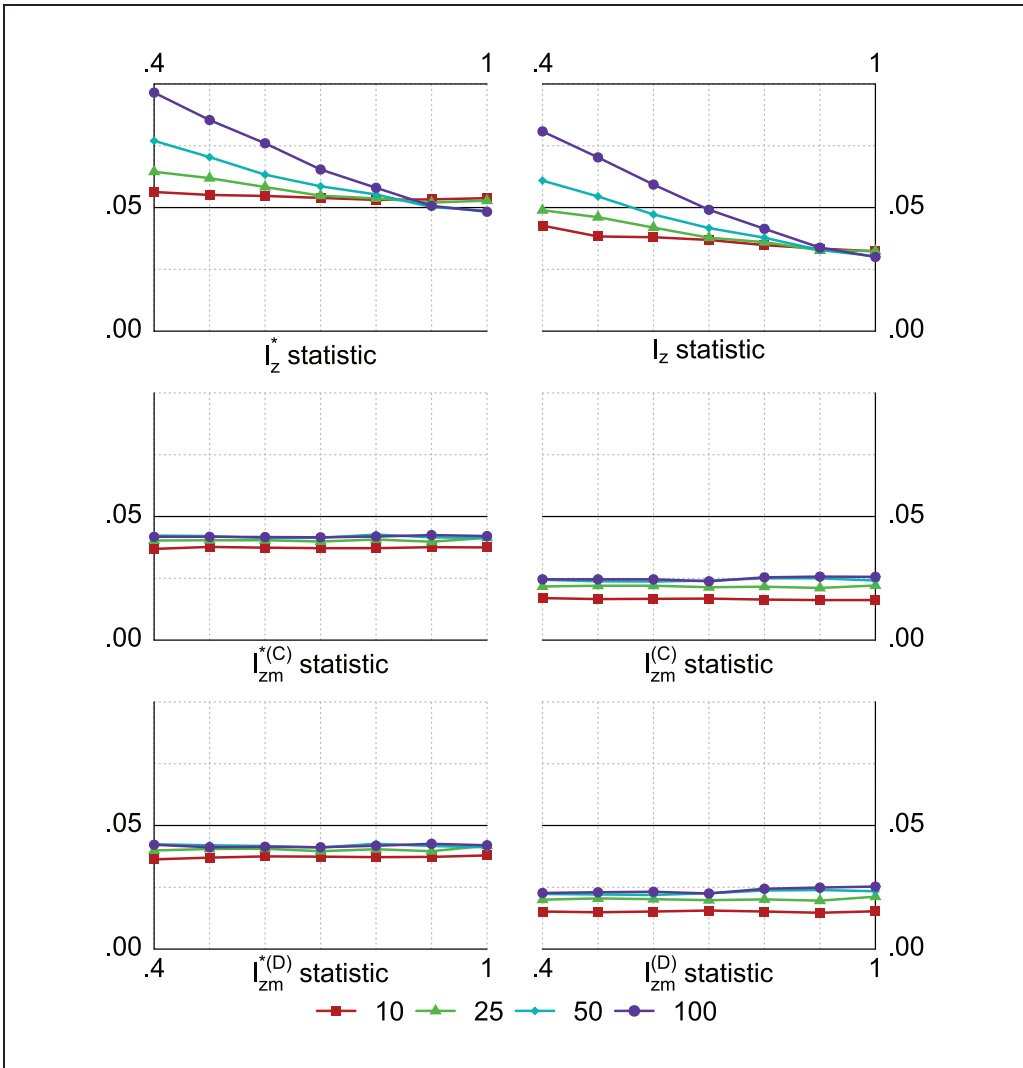 .4 1 .4 1
.05 .05
.00 .00
l*z statistic lz statistic
.05 .05
.00 .00
l*(C)zm statistic l(C)zm statistic
.05 .05
.00 .00
.4 l*(D)zm statistic 1 .4 l(D)zm statistic 1
10 25 50 100